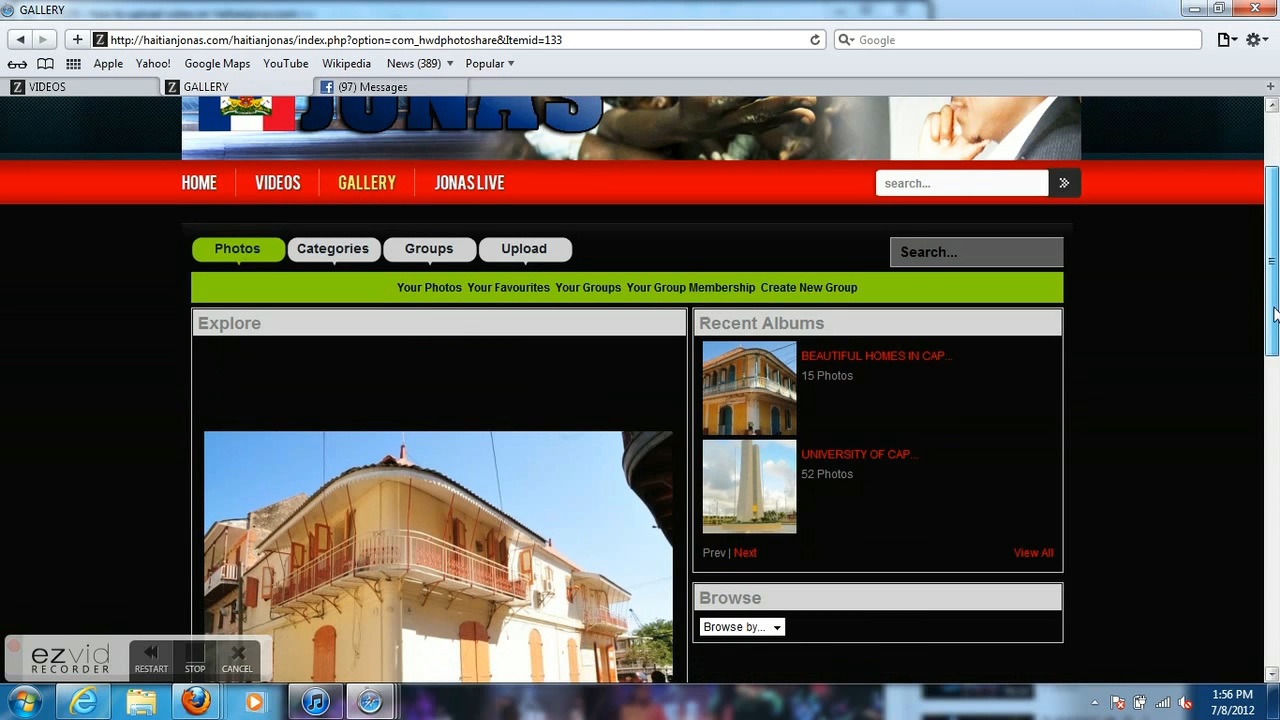 GALLERY
http://haitianjonas.com/haitianjonas/index.php?option=com_hwdphotoshare&Itemid=133
Google
Apple Yahoo! Google Maps YouTube Wikipedia News (389) Popular
VIDEOS GALLERY (97) Messages
JONAS
HOME VIDEOS GALLERY JONAS LIVE search...
Photos Categories Groups Upload Search...
Your Photos Your Favourites Your Groups Your Group Membership Create New Group
Explore
Recent Albums
BEAUTIFUL HOMES IN CAP...
15 Photos
UNIVERSITY OF CAP...
52 Photos
Prev | Next View All
Browse
Browse by...
ezvid
RECORDER
RESTART STOP CANCEL
1:56 PM
7/8/2012